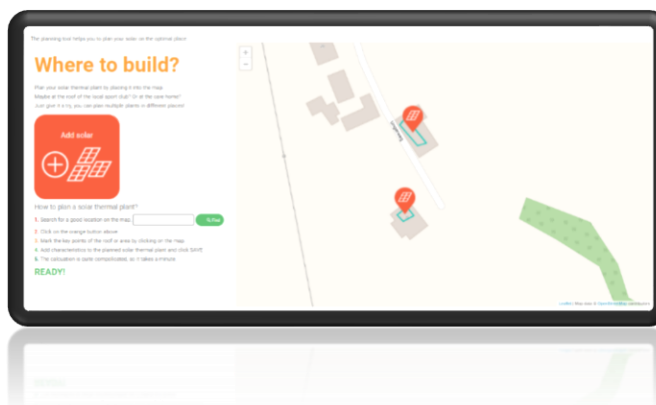 The planning tour helps you to plan your solar on the optimal place
Where to build?
Plan your solar thermal plant by placing it into the map.
Maybe at the roof of the local sport club? Or at the care home?
Just give it a try, you can plan multiple plants in different places!
Add solar
How to plan a solar thermal plant?
1. Search for a good location on the map:
2. Click on the orange button above
3. Mark the key points of the roof or area by clicking on the map
4. Add characteristics to the planned solar thermal plant and click SAVE
5. The calculation is quite complicated, so it takes a minute
READY!
+
−
Leaflet